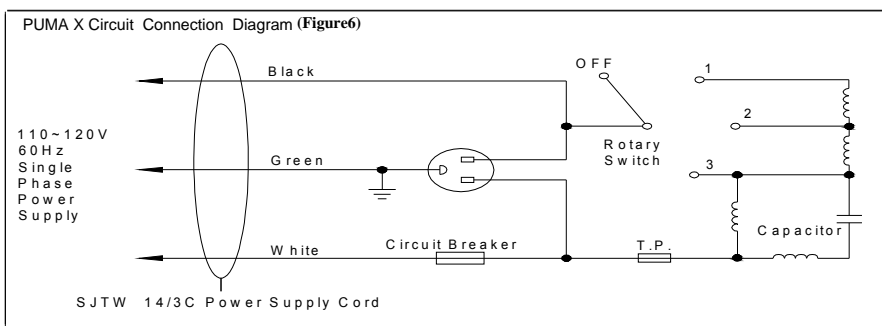 PUMA X Circuit Connection Diagram (Figure6)
Black
OFF
1
2
3
Rotary
Switch
110~120V
60Hz
Single
Phase
Power
Supply
Green
White
Circuit Breaker
T.P.
Capacitor
SJTW 14/3C Power Supply Cord